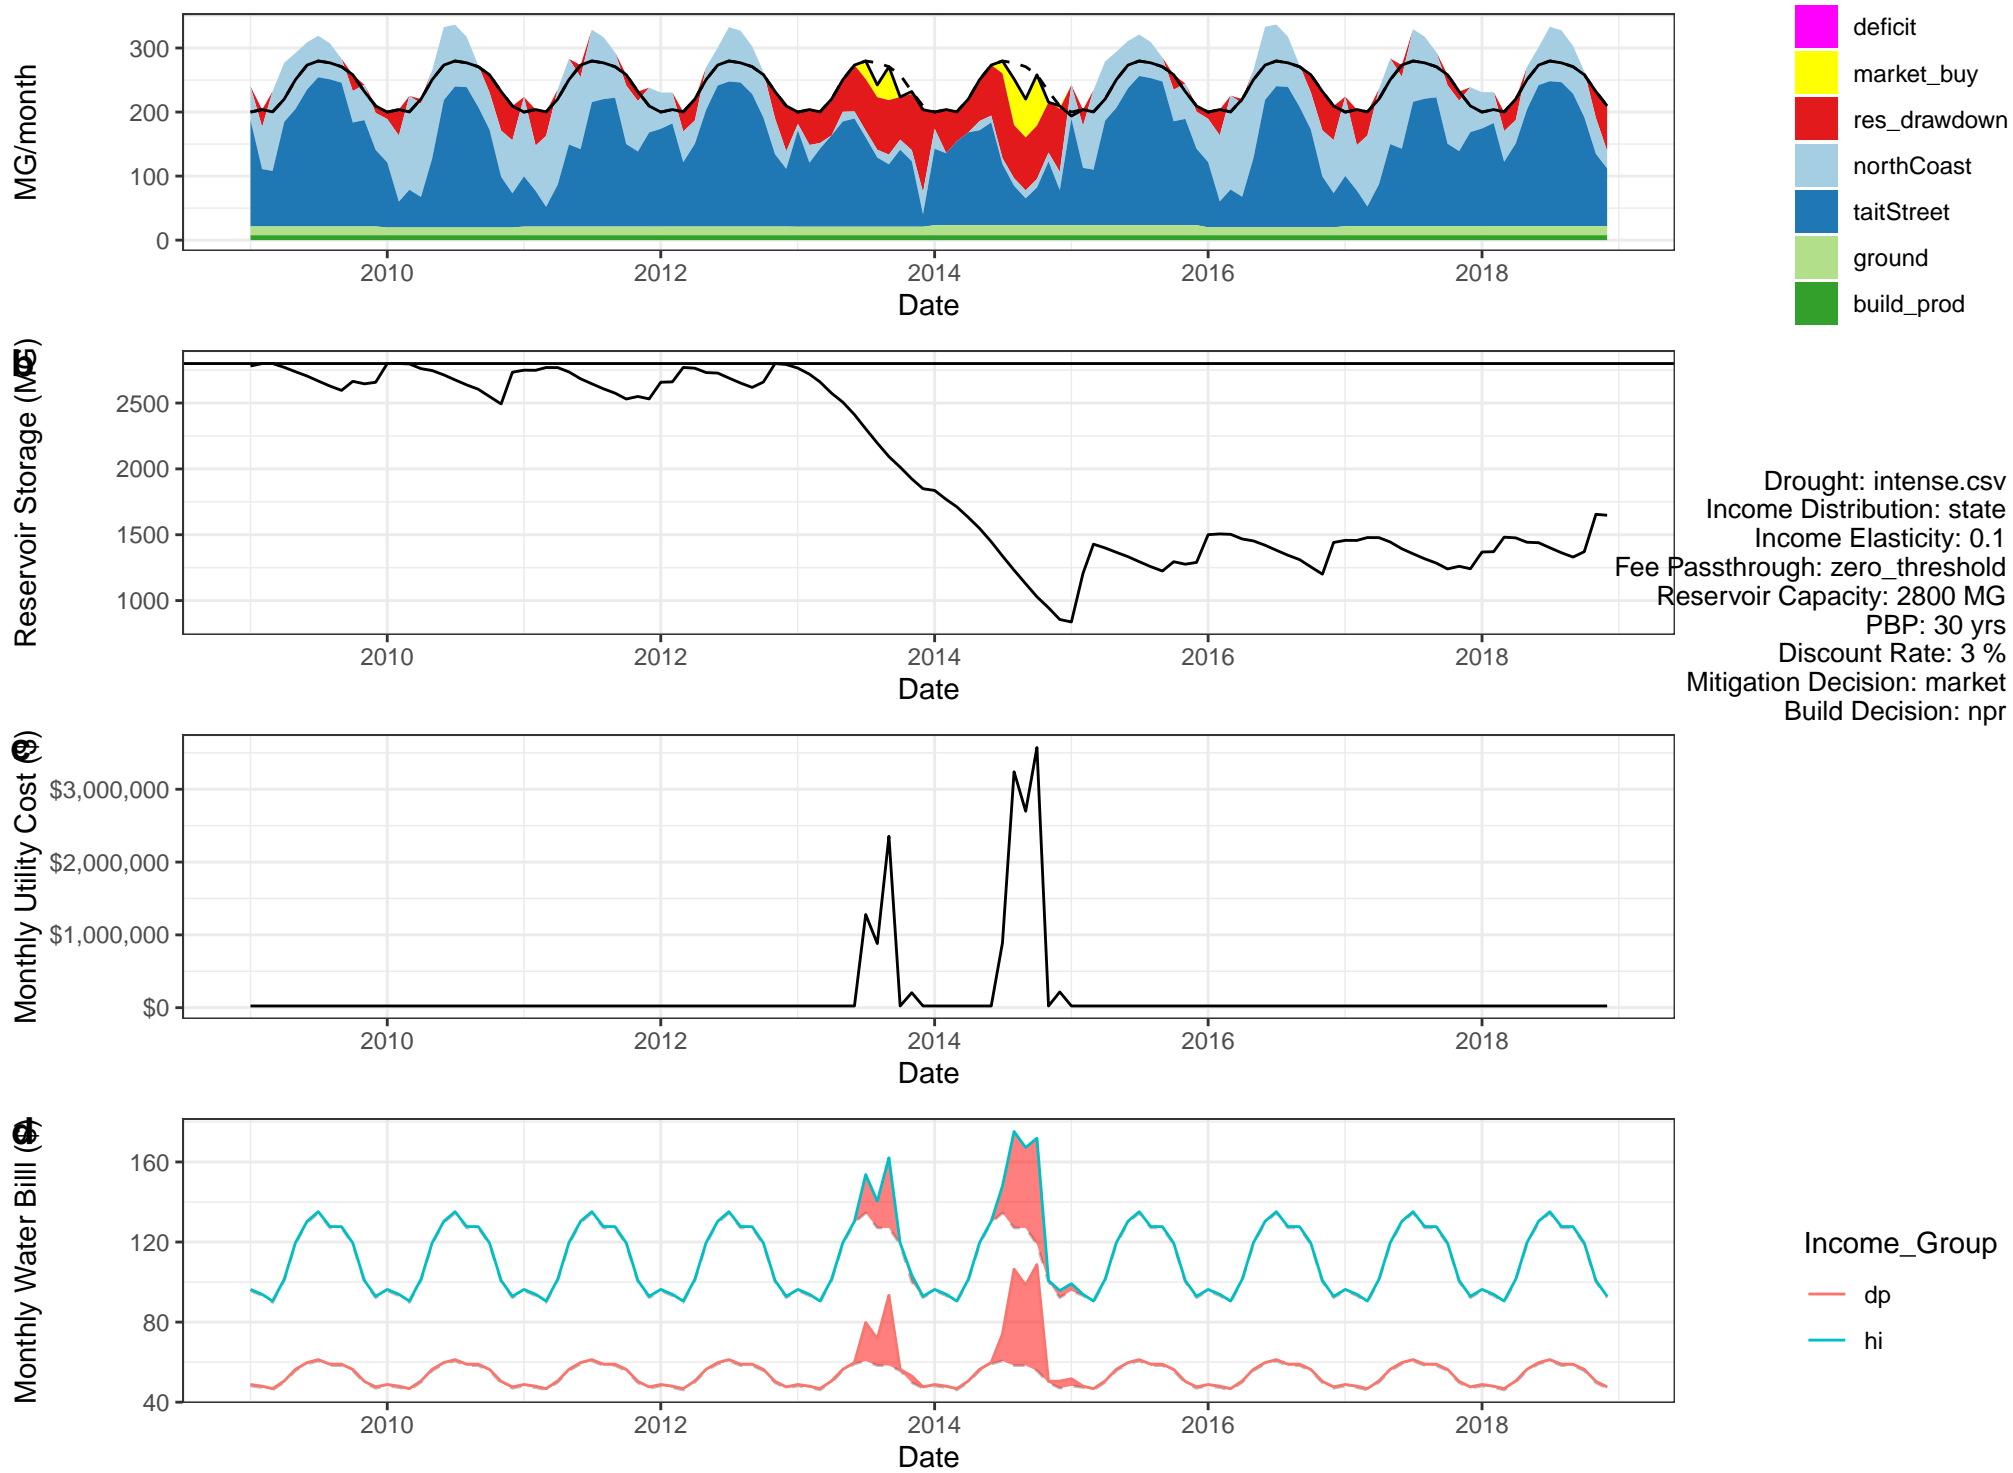 MG/month
300
200
100
0
2010
2012
2014
2016
2018
Date
deficit
market_buy
res_drawdown
northCoast
taitStreet
ground
build_prod
b
Reservoir Storage (MG)
2500
2000
1500
1000
2010
2012
2014
2016
2018
Date
Drought: intense.csv
Income Distribution: state
Income Elasticity: 0.1
Fee Passthrough: zero_threshold
Reservoir Capacity: 2800 MG
PBP: 30 yrs
Discount Rate: 3 %
Mitigation Decision: market
Build Decision: npr
c
Monthly Utility Cost ($)
$3,000,000
$2,000,000
$1,000,000
$0
2010
2012
2014
2016
2018
Date
d
Monthly Water Bill ($)
160
120
80
40
2010
2012
2014
2016
2018
Date
Income_Group
dp
hi